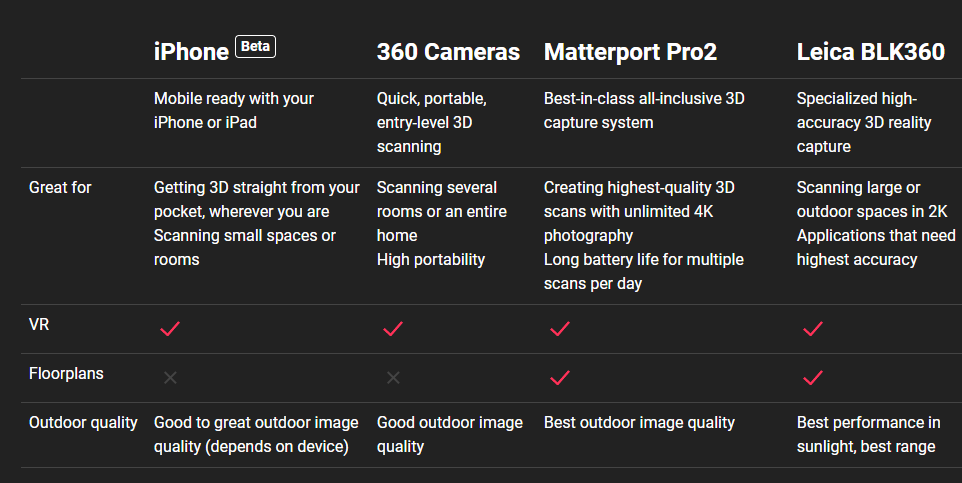 iPhone Beta 360 Cameras Matterport Pro2 Leica BLK360
Mobile ready with your
iPhone or iPad
Quick, portable,
entry-level 3D
scanning
Best-in-class all-inclusive 3D
capture system
Specialized high-
accuracy 3D reality
capture
Great for
Getting 3D straight from your
pocket, wherever you are
Scanning small spaces or
rooms
Scanning several
rooms or an entire
home
High portability
Creating highest-quality 3D
scans with unlimited 4K
photography
Long battery life for multiple
scans per day
Scanning large or
outdoor spaces in 2K
Applications that need
highest accuracy
VR
Floorplans
Outdoor quality
Good to great outdoor image
quality (depends on device)
Good outdoor image
quality
Best outdoor image quality
Best performance in
sunlight, best range